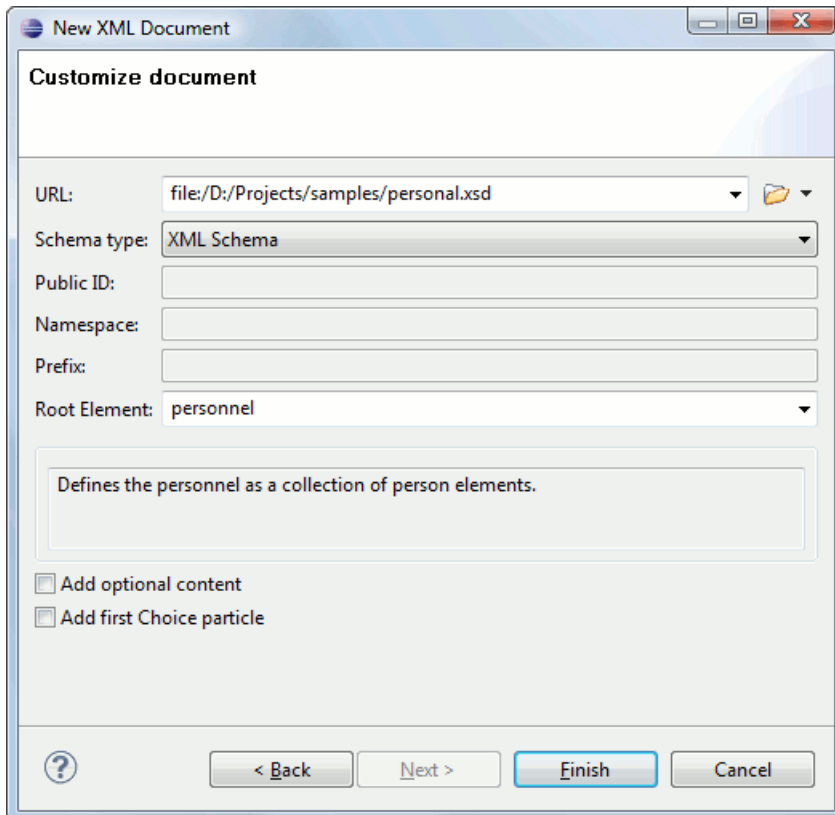 New XML Document
Customize document
URL: file:/D:/Projects/samples/personal.xsd
Schema type: XML Schema
Public ID:
Namespace:
Prefix:
Root Element: personnel
Defines the personnel as a collection of person elements.
Add optional content
Add first Choice particle
? < Back Next > Finish Cancel